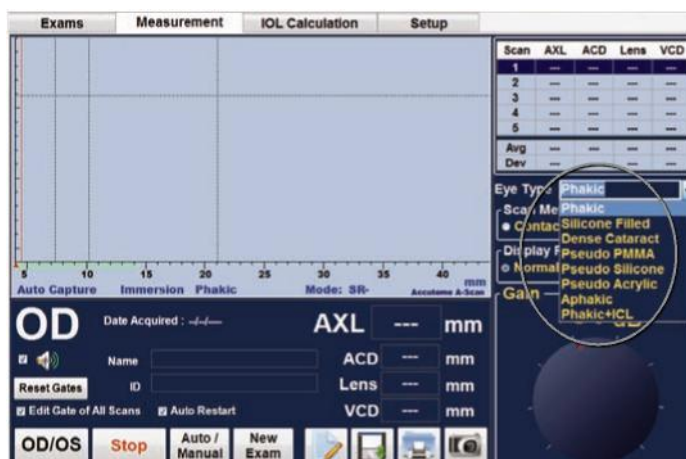 Exams Measurement IOL Calculation Setup
Scan AXL ACD Lens VCD
1 --- --- --- ---
2 --- --- --- ---
3 --- --- --- ---
4 --- --- --- ---
5 --- --- --- ---
Avg --- --- --- ---
Dev --- --- --- ---
Eye Type Phakic
Phakic
Silicone Filled
Dense Cataract
Pseudo PMMA
Pseudo Silicone
Pseudo Acrylic
Aphakic
Phakic+ICL
Scan Me
Contac
Display F
Normal
Gain
5 10 15 20 25 30 35 40 mm
Auto Capture Immersion Phakic Mode: SR- Accutome A-Scan
OD Date Acquired : --/--/---- AXL --- mm
Name ACD --- mm
Reset Gates ID Lens --- mm
Edit Gate of All Scans Auto Restart VCD --- mm
OD/OS Stop Auto / Manual New Exam